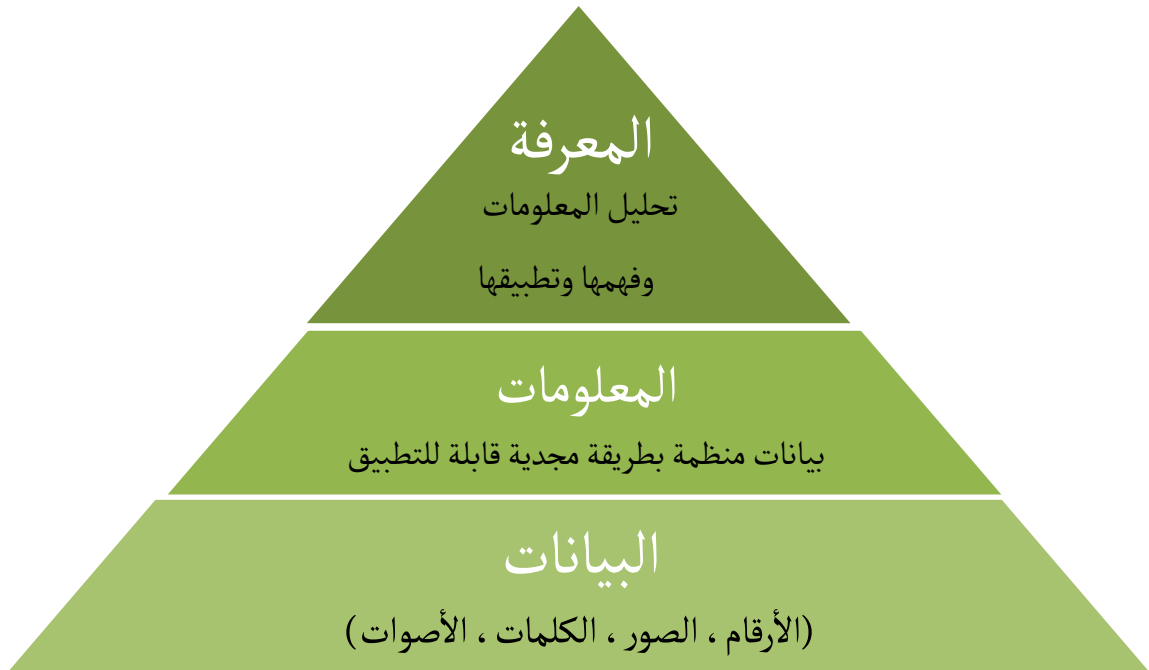 المعرفة
تحليل المعلومات
وفهمها وتطبيقها
المعلومات
بيانات منظمة بطريقة مجدية قابلة للتطبيق
البيانات
(الأرقام ، الصور ، الكلمات ، الأصوات)